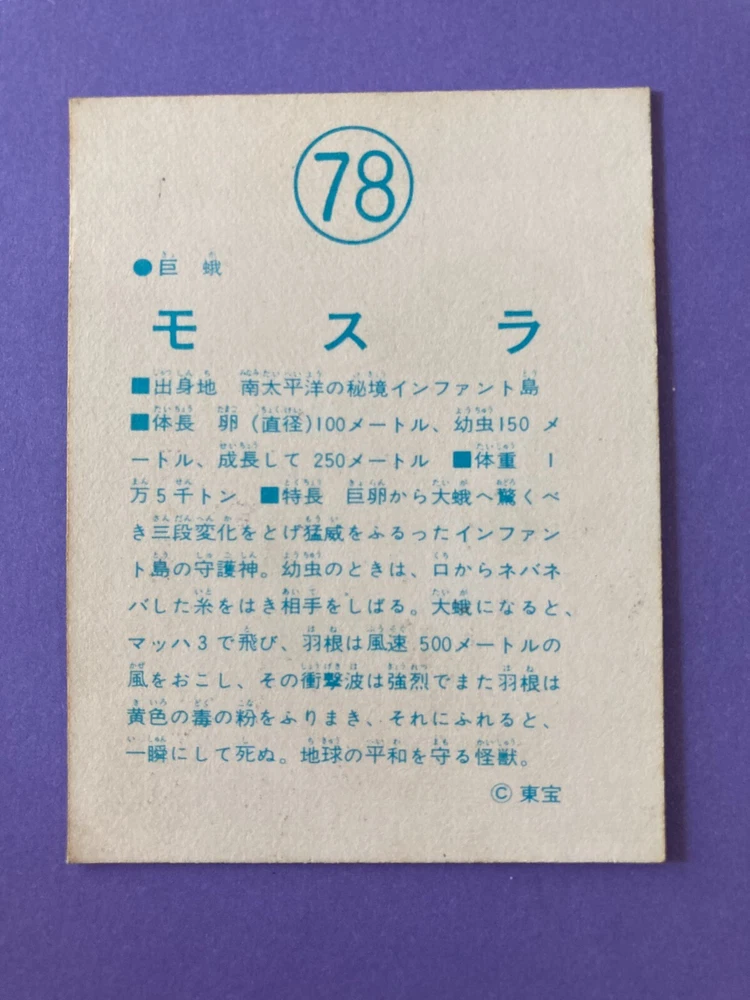 78
●巨蛾
モスラ
■出身地 南太平洋の秘境インファント島
■体長 卵(直径)100メートル、幼虫150メ
ートル、成長して250メートル ■体重 1
万5千トン ■特長 巨卵から大蛾へ驚くべ
き三段変化をとげ猛威をふるったインファン
ト島の守護神。幼虫のときは、口からネバネ
バした糸をはき相手をしばる。大蛾になると、
マッハ3で飛び、羽根は風速500メートルの
風をおこし、その衝撃波は強烈でまた羽根は
黄色の毒の粉をふりまき、それにふれると、
一瞬にして死ぬ。地球の平和を守る怪獣。
© 東宝